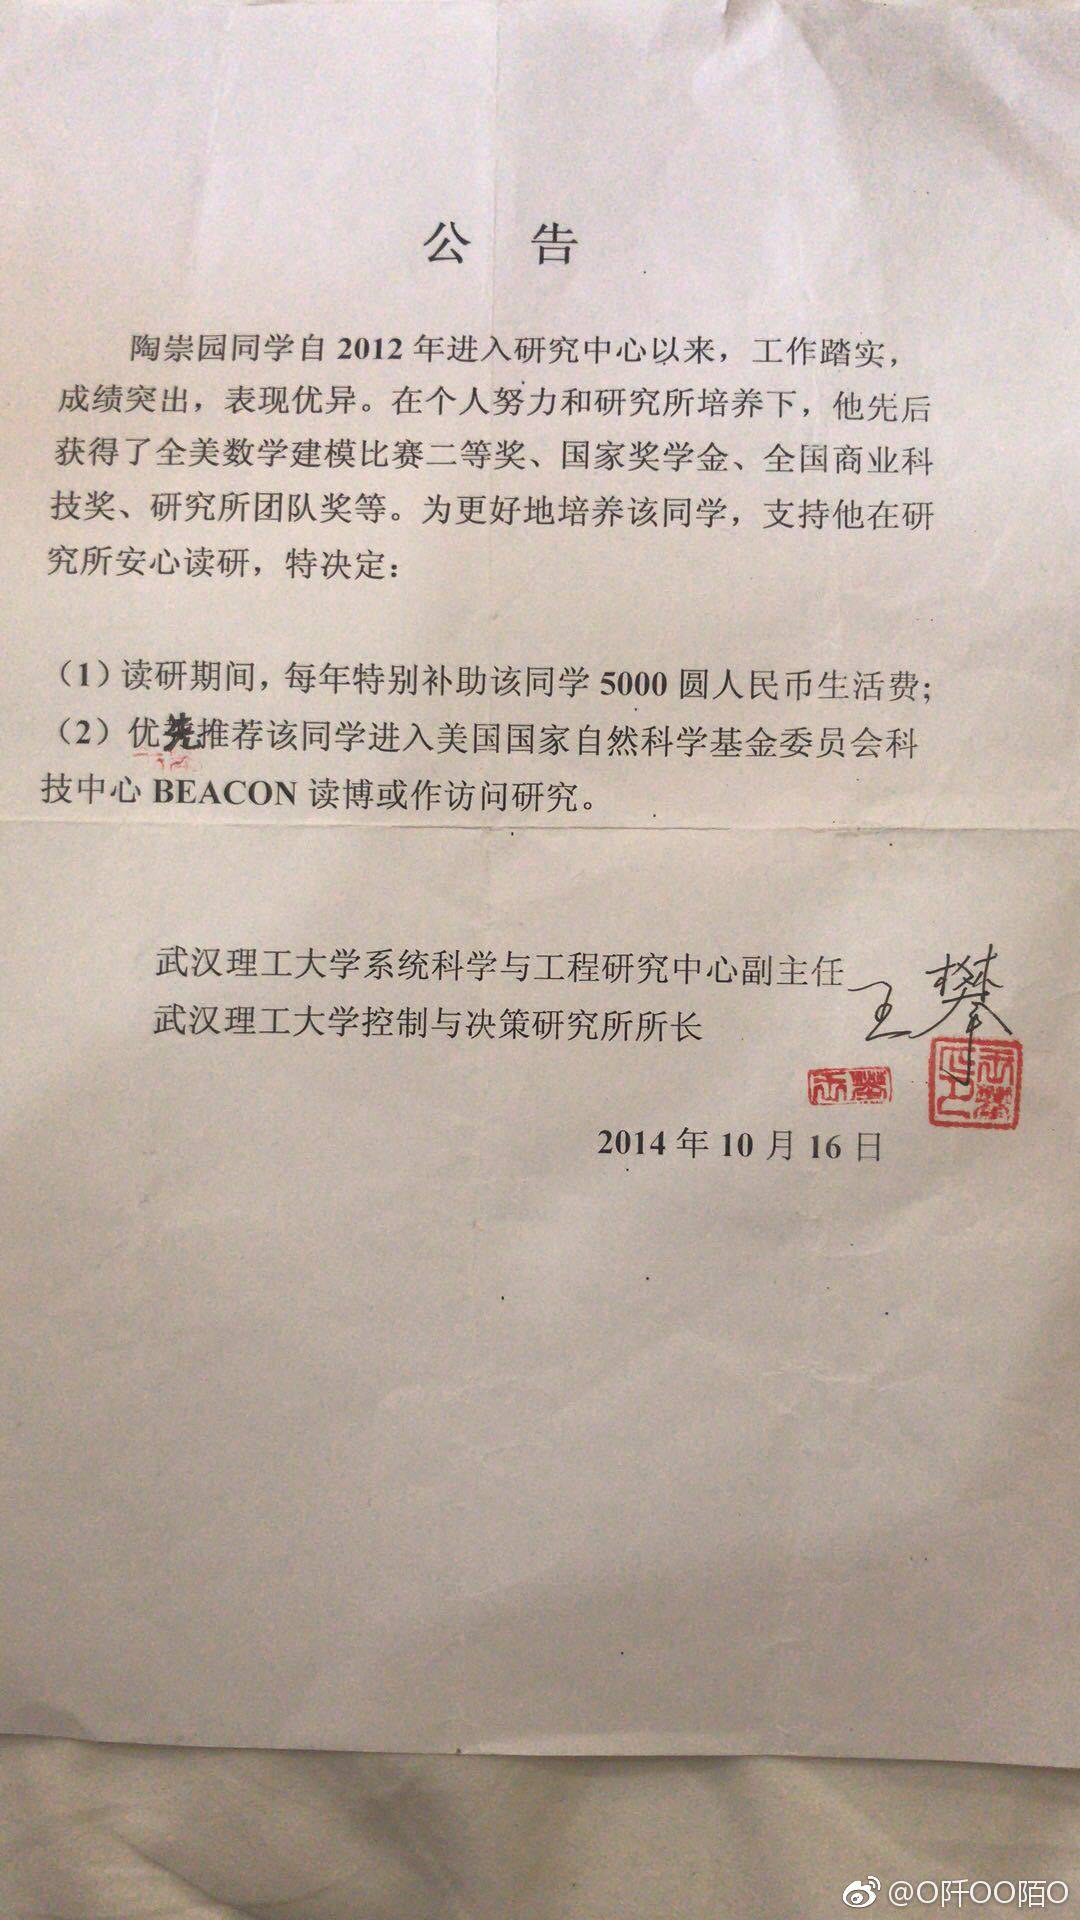 公 告
陶崇园同学自 2012 年进入研究中心以来，工作踏实，
成绩突出，表现优异。在个人努力和研究所培养下，他先后
获得了全美数学建模比赛二等奖、国家奖学金、全国商业科
技奖、研究所团队奖等。为更好地培养该同学，支持他在研
究所安心读研，特决定：
（1）读研期间，每年特别补助该同学 5000 圆人民币生活费；
（2）优先推荐该同学进入美国国家自然科学基金委员会科
技中心 BEACON 读博或作访问研究。
武汉理工大学系统科学与工程研究中心副主任
武汉理工大学控制与决策研究所所长
王攀
王攀
2014 年 10 月 16 日
@O阡OO陌O